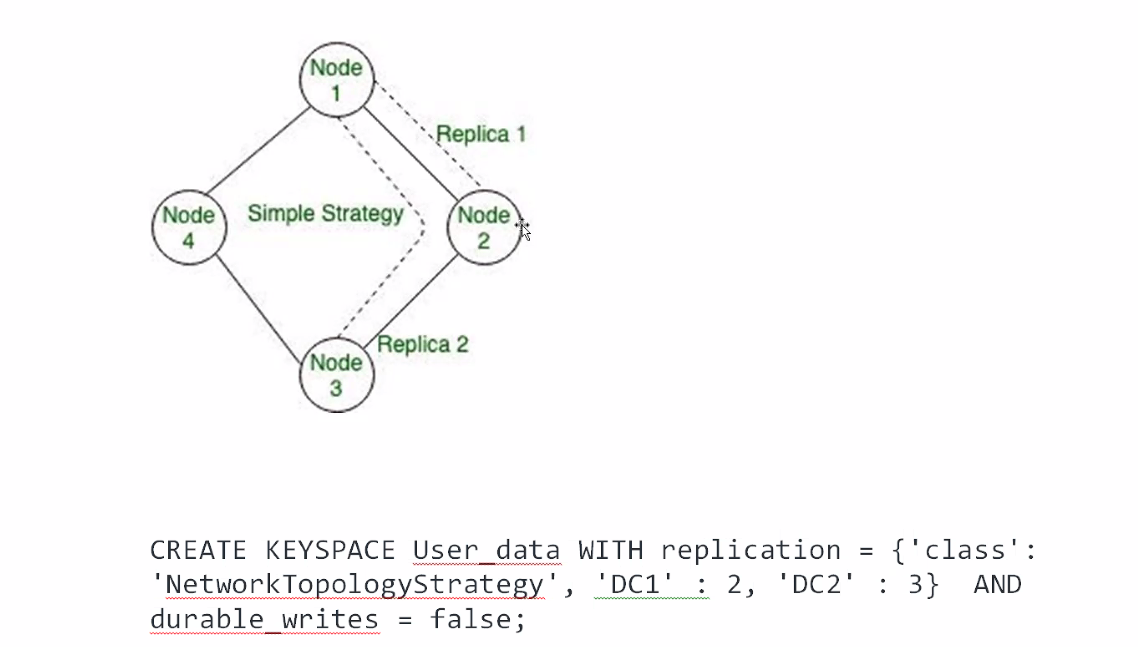 Node
1
Replica 1
Node
4
Simple Strategy
Node
2
Replica 2
Node
3
CREATE KEYSPACE User_data WITH replication = {'class':
'NetworkTopologyStrategy', 'DC1' : 2, 'DC2' : 3}  AND
durable_writes = false;